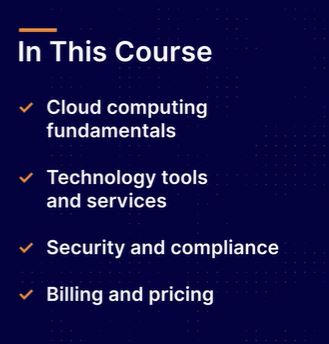 In This Course
Cloud computing
fundamentals
Technology tools
and services
Security and compliance
Billing and pricing